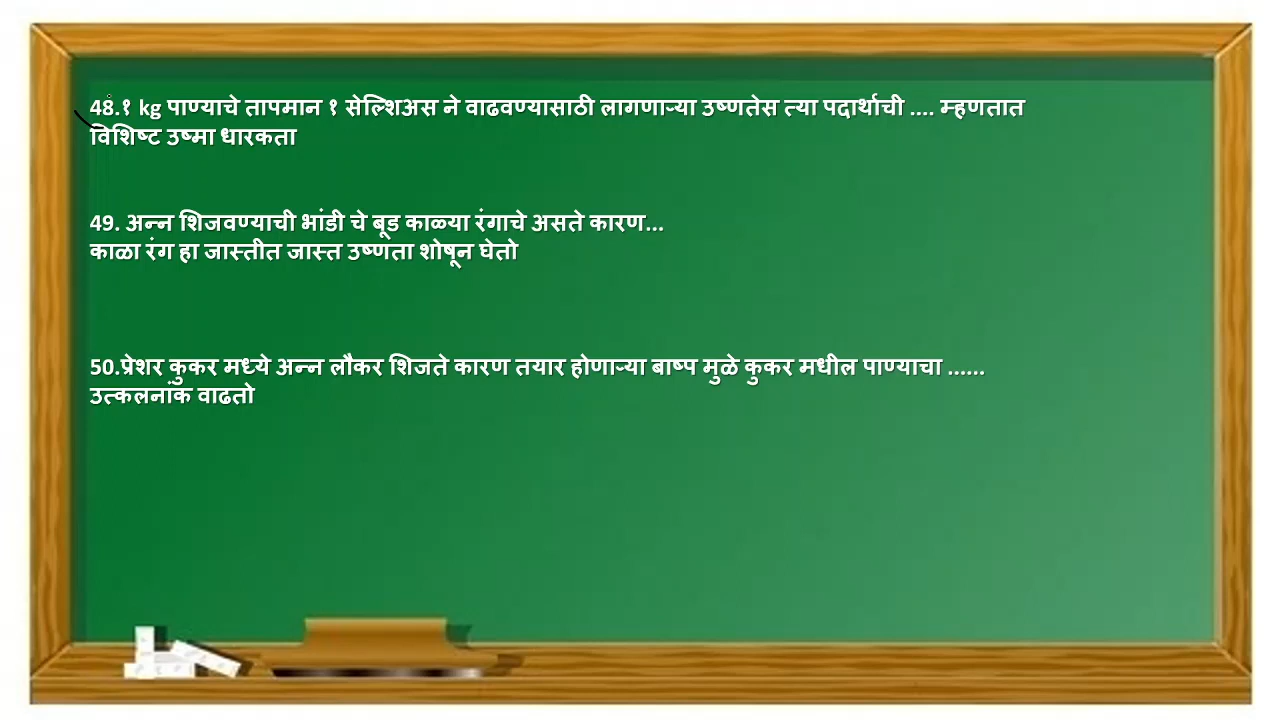 48.१ kg पाण्याचे तापमान १ सेल्शिअस ने वाढवण्यासाठी लागणाऱ्या उष्णतेस त्या पदार्थाची .... म्हणतात
विशिष्ट उष्मा धारकता
49. अन्न शिजवण्याची भांडी चे बूड काळ्या रंगाचे असते कारण...
काळा रंग हा जास्तीत जास्त उष्णता शोषून घेतो
50.प्रेशर कुकर मध्ये अन्न लौकर शिजते कारण तयार होणाऱ्या बाष्प मुळे कुकर मधील पाण्याचा ......
उत्कलनांक वाढतो